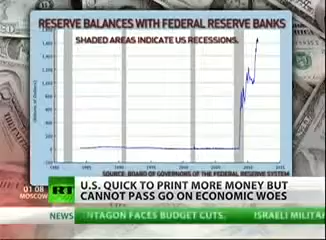 RESERVE BALANCES WITH FEDERAL RESERVE BANKS
SHADED AREAS INDICATE US RECESSIONS.
SOURCE: BOARD OF GOVERNORS OF THE FEDERAL RESERVE SYSTEM
01:08
MOSCOW
RT
U.S. QUICK TO PRINT MORE MONEY BUT
CANNOT PASS GO ON ECONOMIC WOES
NEWS
ENTAGON FACES BUDGET CUTS.
ISRAELI MILITA